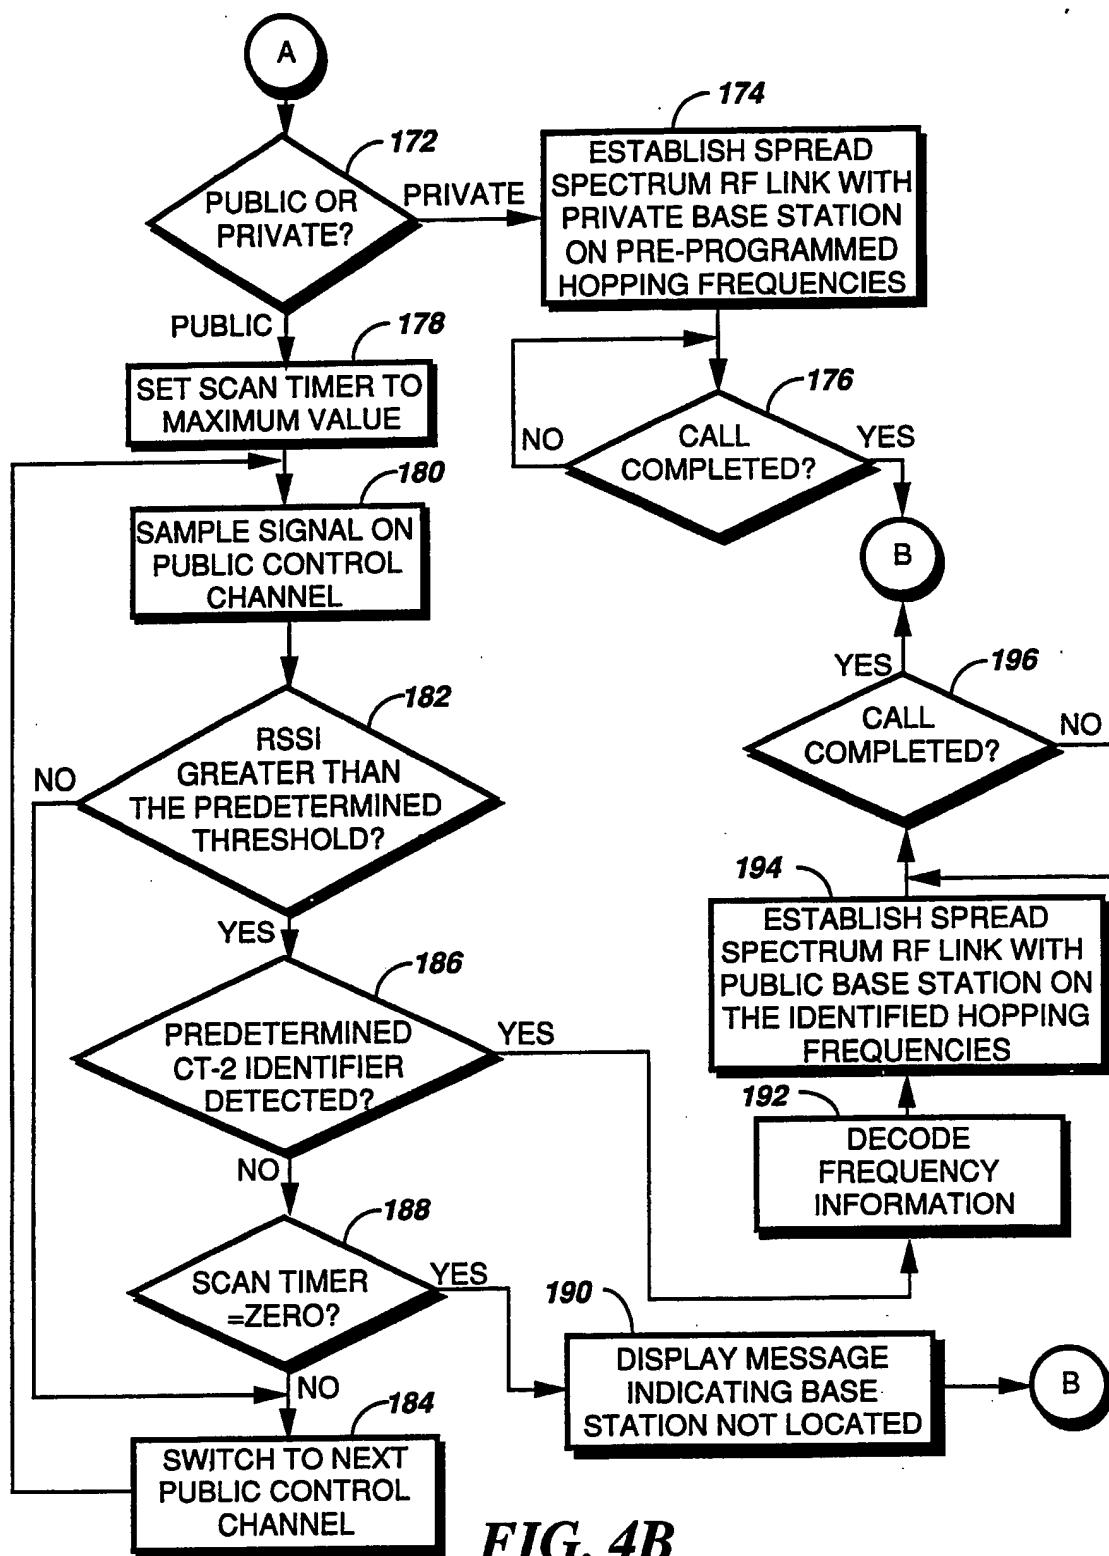 A
172
PUBLIC OR
PRIVATE?
PRIVATE
174
ESTABLISH SPREAD
SPECTRUM RF LINK WITH
PRIVATE BASE STATION
ON PRE-PROGRAMMED
HOPPING FREQUENCIES
PUBLIC
178
SET SCAN TIMER TO
MAXIMUM VALUE
176
CALL
COMPLETED?
NO
YES
B
180
SAMPLE SIGNAL ON
PUBLIC CONTROL
CHANNEL
182
RSSI
GREATER THAN
THE PREDETERMINED
THRESHOLD?
NO
YES
YES
196
CALL
COMPLETED?
NO
194
ESTABLISH SPREAD
SPECTRUM RF LINK WITH
PUBLIC BASE STATION ON
THE IDENTIFIED HOPPING
FREQUENCIES
186
PREDETERMINED
CT-2 IDENTIFIER
DETECTED?
YES
NO
192
DECODE
FREQUENCY
INFORMATION
188
SCAN TIMER
=ZERO?
YES
NO
190
DISPLAY MESSAGE
INDICATING BASE
STATION NOT LOCATED
B
184
SWITCH TO NEXT
PUBLIC CONTROL
CHANNEL
FIG. 4B